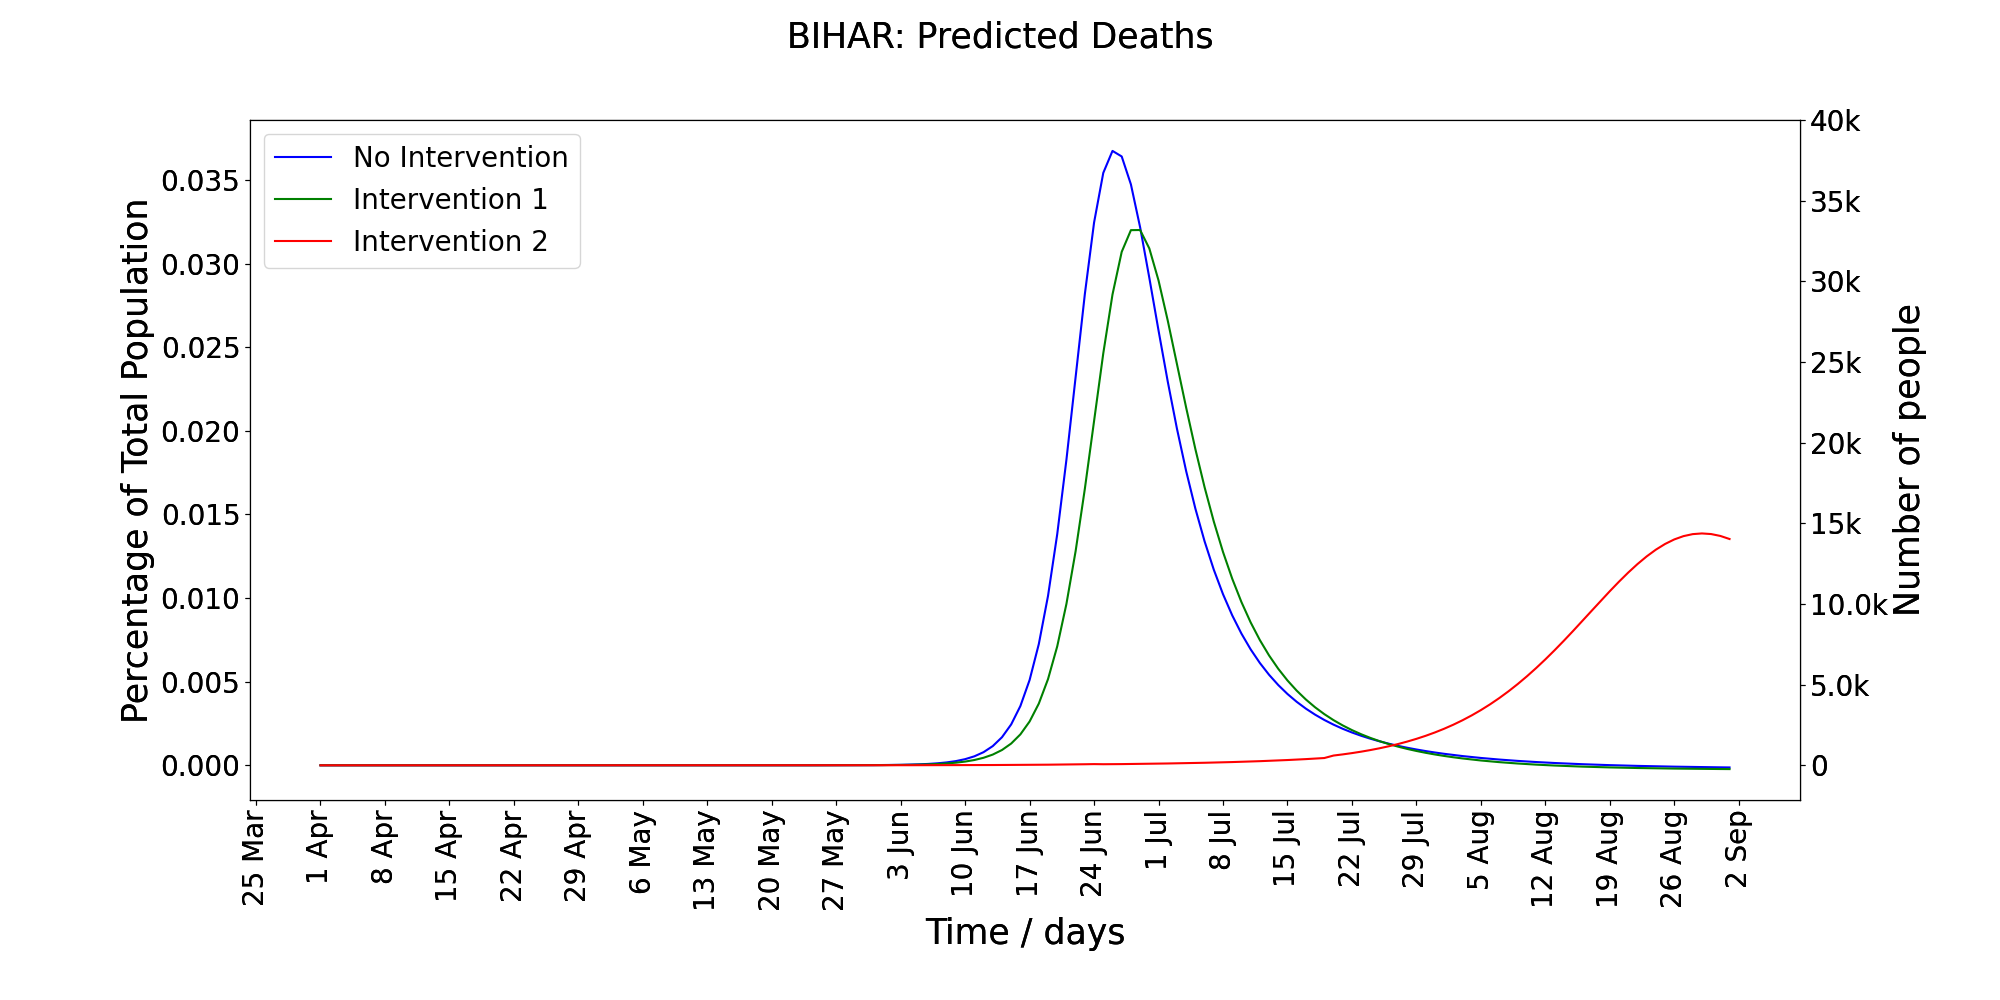 BIHAR: Predicted Deaths
No Intervention
Intervention 1
Intervention 2
Percentage of Total Population
0.035
0.030
0.025
0.020
0.015
0.010
0.005
0.000
40k
35k
30k
25k
20k
15k
10.0k
5.0k
0
Number of people
25 Mar
1 Apr
8 Apr
15 Apr
22 Apr
29 Apr
6 May
13 May
20 May
27 May
3 Jun
10 Jun
17 Jun
24 Jun
1 Jul
8 Jul
15 Jul
22 Jul
29 Jul
5 Aug
12 Aug
19 Aug
26 Aug
2 Sep
Time / days